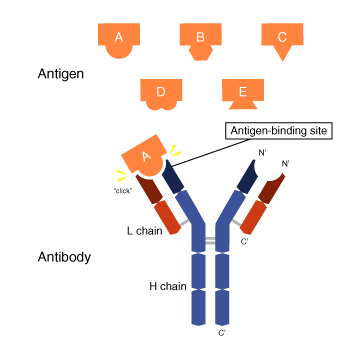 A
B
C
Antigen
D
E
Antigen-binding site
A
N'
N'
"click"
L chain
C'
Antibody
H chain
C'